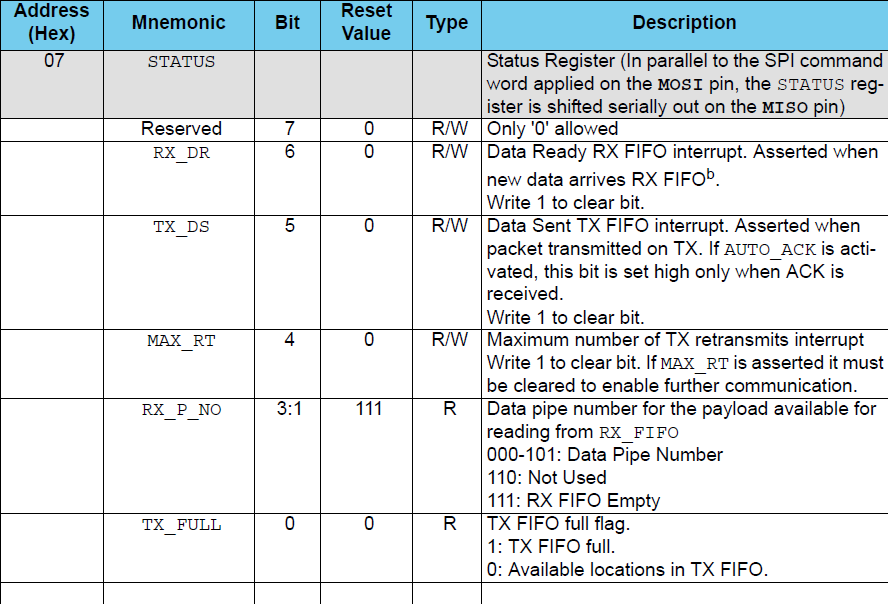 Address (Hex) Mnemonic Bit Reset Value Type Description
07 STATUS Status Register (In parallel to the SPI command
word applied on the MOSI pin, the STATUS reg-
ister is shifted serially out on the MISO pin)
Reserved 7 0 R/W Only '0' allowed
RX_DR 6 0 R/W Data Ready RX FIFO interrupt. Asserted when
new data arrives RX FIFOb.
Write 1 to clear bit.
TX_DS 5 0 R/W Data Sent TX FIFO interrupt. Asserted when
packet transmitted on TX. If AUTO_ACK is acti-
vated, this bit is set high only when ACK is
received.
Write 1 to clear bit.
MAX_RT 4 0 R/W Maximum number of TX retransmits interrupt
Write 1 to clear bit. If MAX_RT is asserted it must
be cleared to enable further communication.
RX_P_NO 3:1 111 R Data pipe number for the payload available for
reading from RX_FIFO
000-101: Data Pipe Number
110: Not Used
111: RX FIFO Empty
TX_FULL 0 0 R TX FIFO full flag.
1: TX FIFO full.
0: Available locations in TX FIFO.